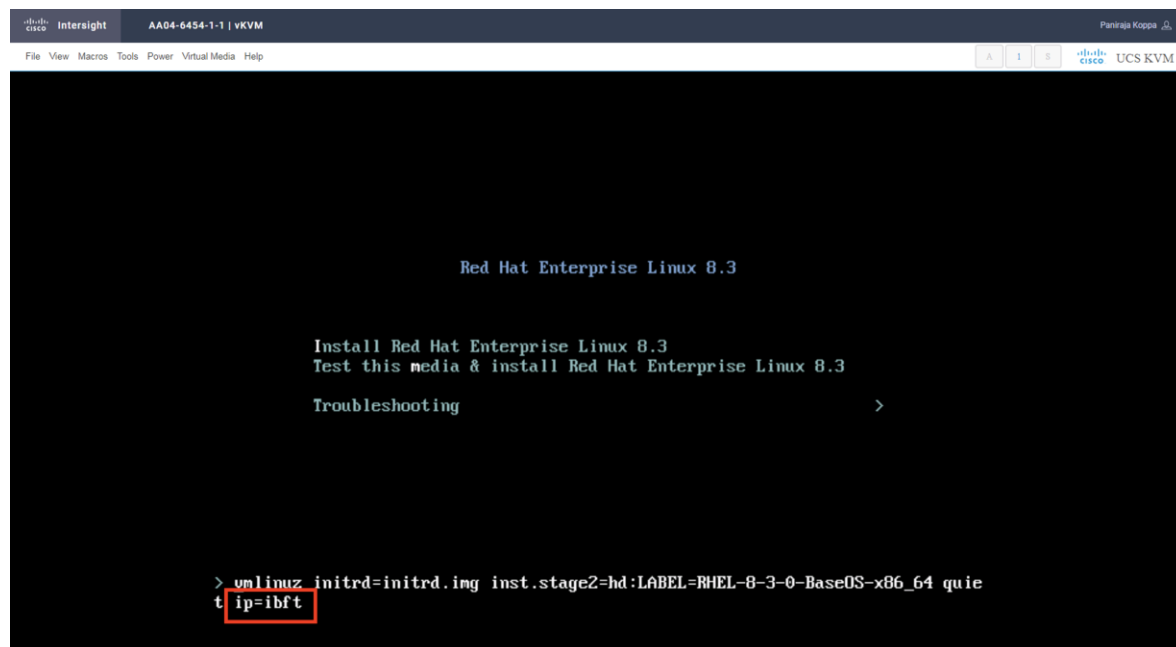 cisco Intersight AA04-6454-1-1 | vKVM Paniraja Koppa
File View Macros Tools Power Virtual Media Help A 1 S cisco UCS KVM
Red Hat Enterprise Linux 8.3
Install Red Hat Enterprise Linux 8.3
Test this media & install Red Hat Enterprise Linux 8.3
Troubleshooting >
> vmlinuz initrd=initrd.img inst.stage2=hd:LABEL=RHEL-8-3-0-BaseOS-x86_64 quie
t ip=ibft